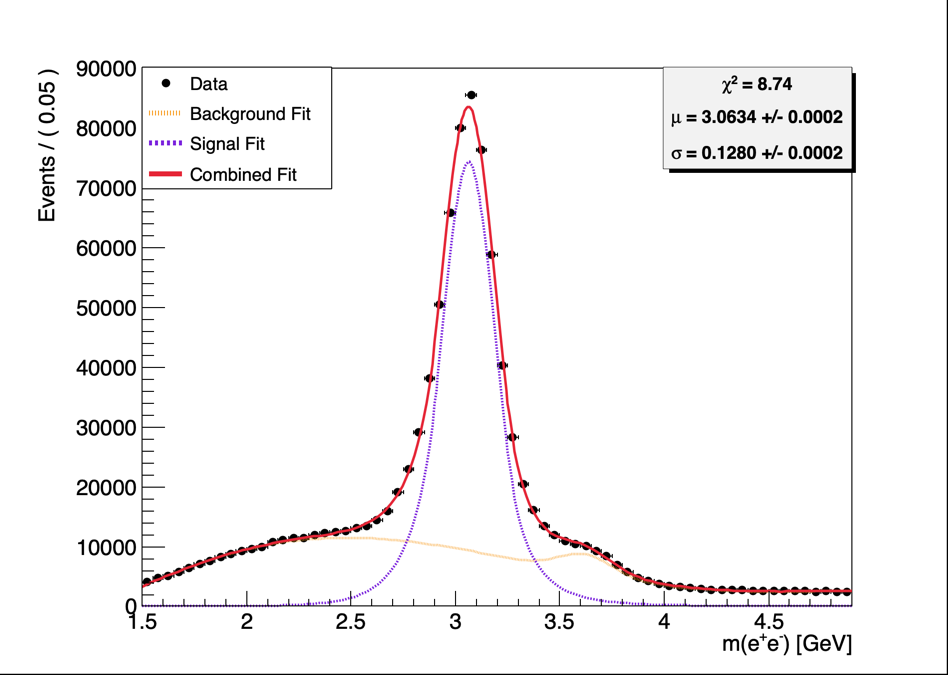 Events / ( 0.05 )
90000
80000
70000
60000
50000
40000
30000
20000
10000
0
Data
Background Fit
Signal Fit
Combined Fit
χ² = 8.74
μ = 3.0634 +/- 0.0002
σ = 0.1280 +/- 0.0002
1.5 2 2.5 3 3.5 4 4.5
m(e⁺e⁻) [GeV]